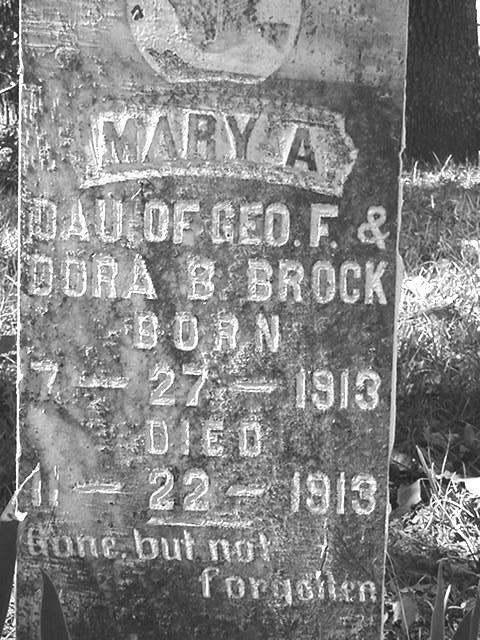 MARY A
DAU. OF GEO. F. &
DORA B. BROCK
BORN
7 — 27 — 1913
DIED
11 — 22 — 1913
Gone, but not
forgotten